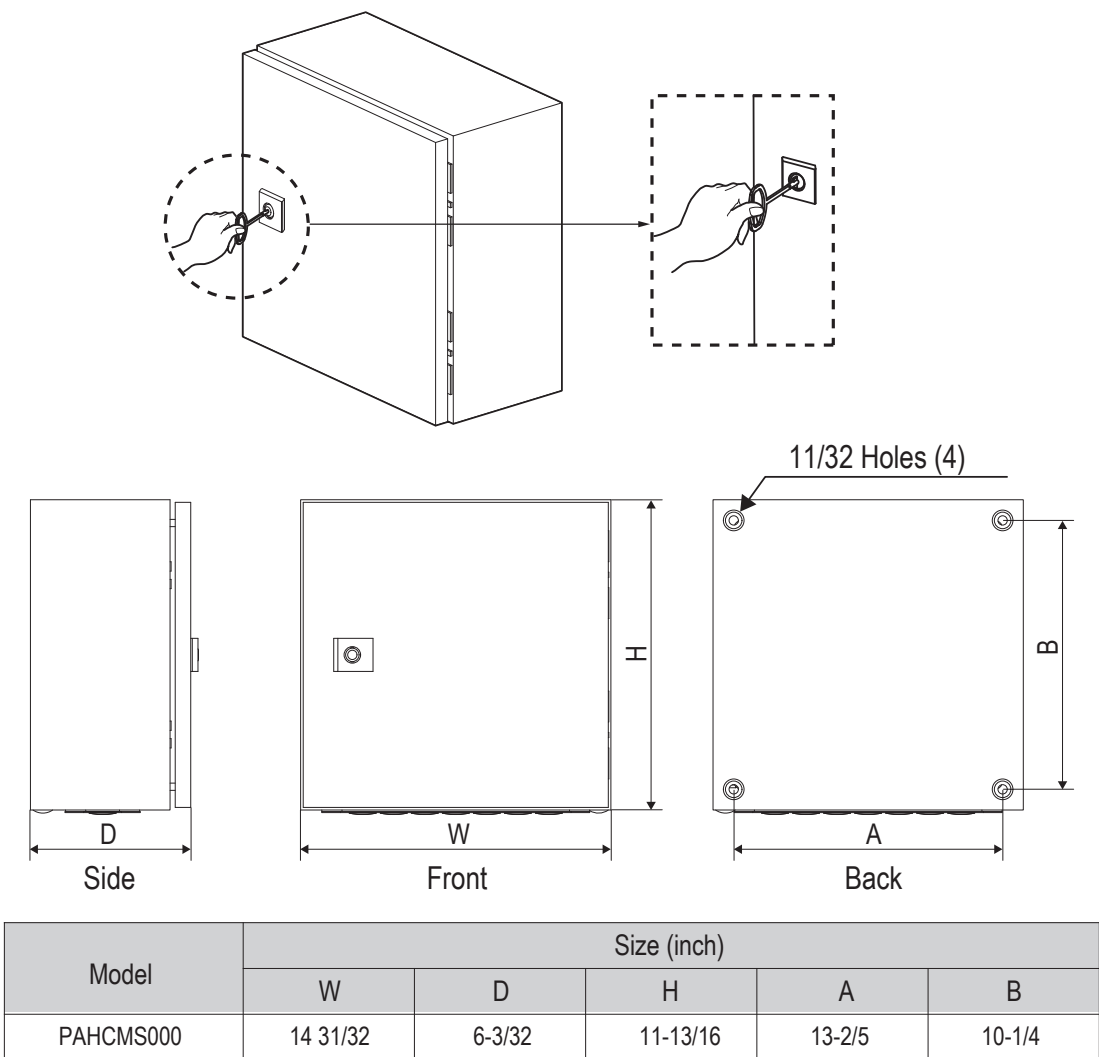 11/32 Holes (4)
H
B
D
W
A
Side
Front
Back
Model
Size (inch)
W D H A B
PAHCMS000 14 31/32 6-3/32 11-13/16 13-2/5 10-1/4